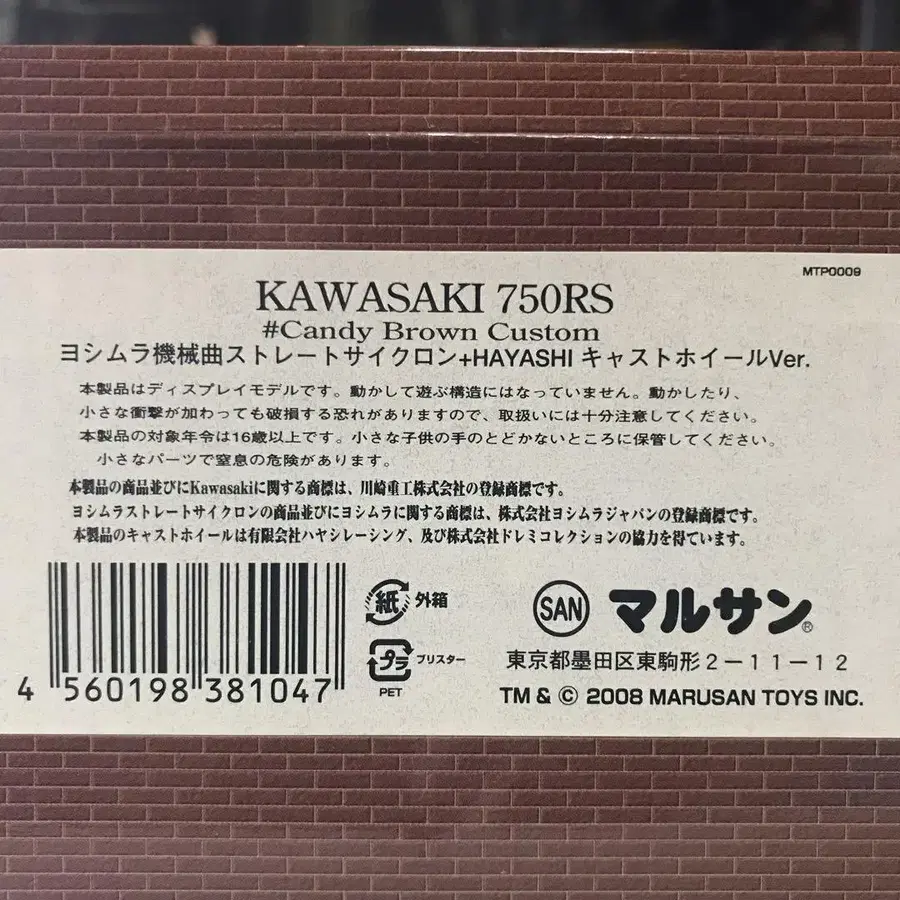 MTP0009
KAWASAKI 750RS
#Candy Brown Custom
ヨシムラ機械曲ストレートサイクロン+HAYASHI キャストホイールVer.
本製品はディスプレイモデルです。動かして遊ぶ構造にはなっていません。動かしたり、
小さな衝撃が加わっても破損する恐れがありますので、取扱いには十分注意してください。
本製品の対象年令は16歳以上です。小さな子供の手のとどかないところに保管してください。
小さなパーツで窒息の危険があります。
本製品の商品並びにKawasakiに関する商標は、川崎重工株式会社の登録商標です。
ヨシムラストレートサイクロンの商品並びにヨシムラに関する商標は、株式会社ヨシムラジャパンの登録商標です。
本製品のキャストホイールは有限会社ハヤシレーシング、及び株式会社ドレミコレクションの協力を得ています。
紙 外箱
プラ ブリスター
PET
4 560198 381047
SAN マルサン®
東京都墨田区東駒形2-11-12
TM & © 2008 MARUSAN TOYS INC.